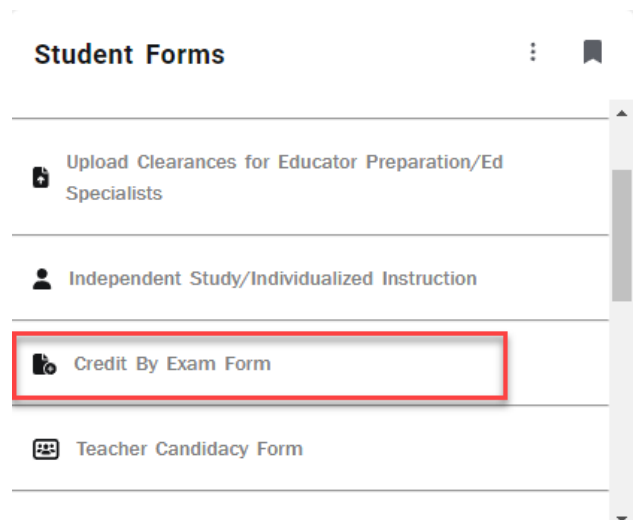 Student Forms
Upload Clearances for Educator Preparation/Ed
Specialists
Independent Study/Individualized Instruction
Credit By Exam Form
Teacher Candidacy Form